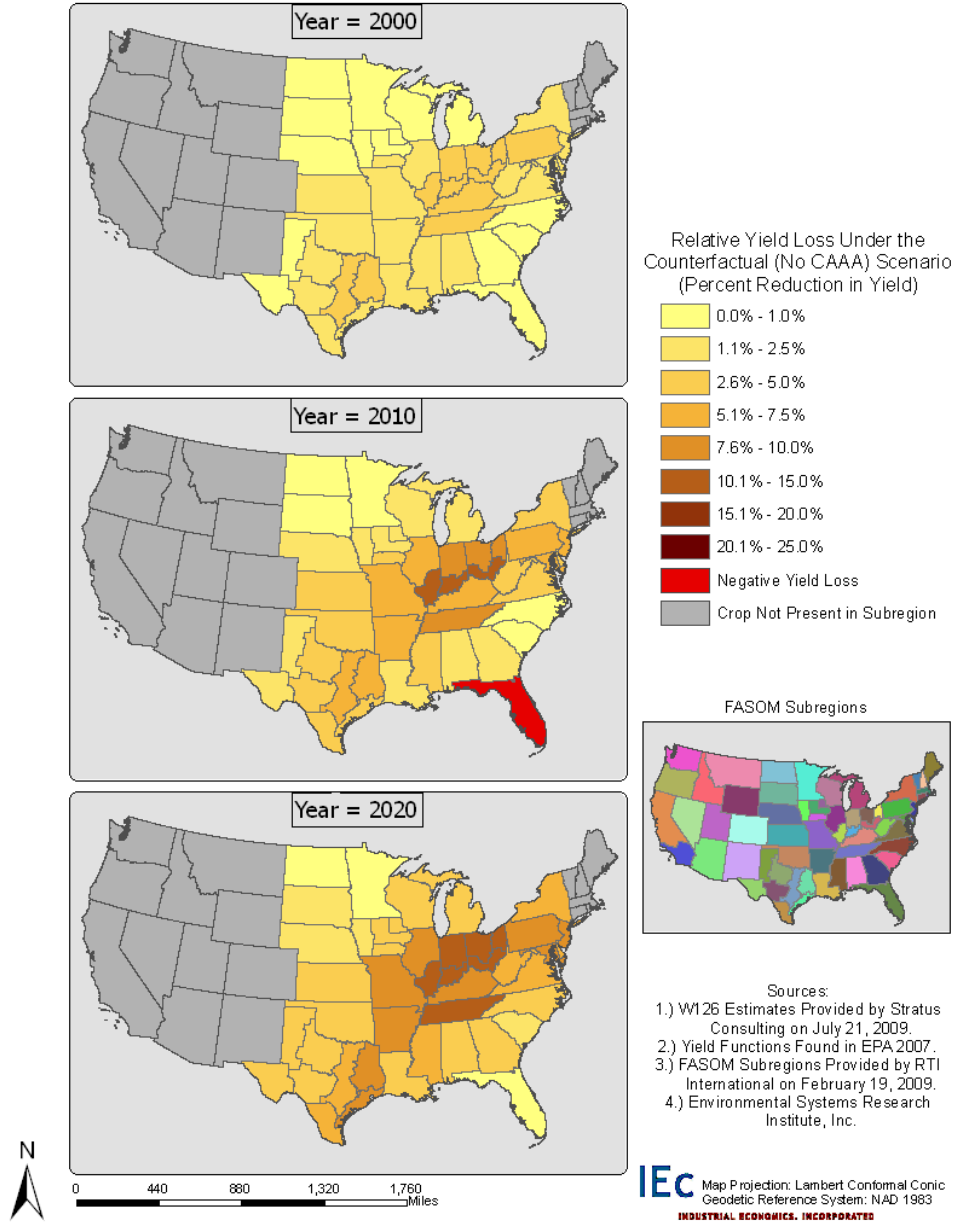 Year = 2000
Year = 2010
Year = 2020
Relative Yield Loss Under the
Counterfactual (No CAAA) Scenario
(Percent Reduction in Yield)
0.0% - 1.0%
1.1% - 2.5%
2.6% - 5.0%
5.1% - 7.5%
7.6% - 10.0%
10.1% - 15.0%
15.1% - 20.0%
20.1% - 25.0%
Negative Yield Loss
Crop Not Present in Subregion
FASOM Subregions
Sources:
1.) W126 Estimates Provided by Stratus
Consulting on July 21, 2009.
2.) Yield Functions Found in EPA 2007.
3.) FASOM Subregions Provided by RTI
International on February 19, 2009.
4.) Environmental Systems Research
Institute, Inc.
N
0 440 880 1,320 1,760
Miles
IEc
Map Projection: Lambert Conformal Conic
Geodetic Reference System: NAD 1983
INDUSTRIAL ECONOMICS, INCORPORATED